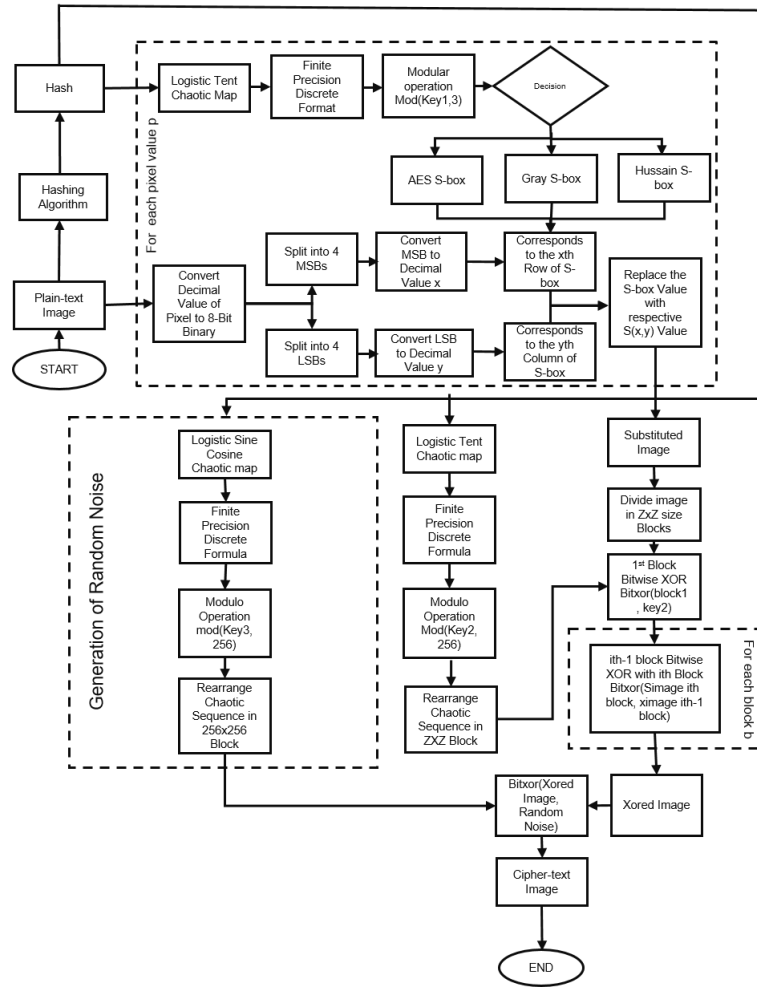 Hash
Logistic Tent
Chaotic Map
Finite
Precision
Discrete
Format
Modular
operation
Mod(Key1,3)
Decision
For each pixel value p
AES S-box
Gray S-box
Hussain S-
box
Hashing
Algorithm
Split into 4
MSBs
Convert
MSB to
Decimal
Value x
Corresponds
to the xth
Row of S-
box
Plain-text
Image
Convert
Decimal
Value of
Pixel to 8-Bit
Binary
Replace the
S-box Value
with
respective
S(x,y) Value
Split into 4
LSBs
Convert LSB
to Decimal
Value y
Corresponds
to the yth
Column of
S-box
START
Generation of Random Noise
Logistic Sine
Cosine
Chaotic map
Finite
Precision
Discrete
Formula
Modulo
Operation
mod(Key3,
256)
Rearrange
Chaotic
Sequence in
256x256
Block
Logistic Tent
Chaotic map
Finite
Precision
Discrete
Formula
Modulo
Operation
Mod(Key2,
256)
Rearrange
Chaotic
Sequence in
ZXZ Block
Substituted
Image
Divide image
in ZxZ size
Blocks
1st Block
Bitwise XOR
Bitxor(block1
, key2)
For each block b
ith-1 block Bitwise
XOR with ith Block
Bitxor(Simage ith
block, ximage ith-1
block)
Bitxor(Xored
Image,
Random
Noise)
Xored Image
Cipher-text
Image
END